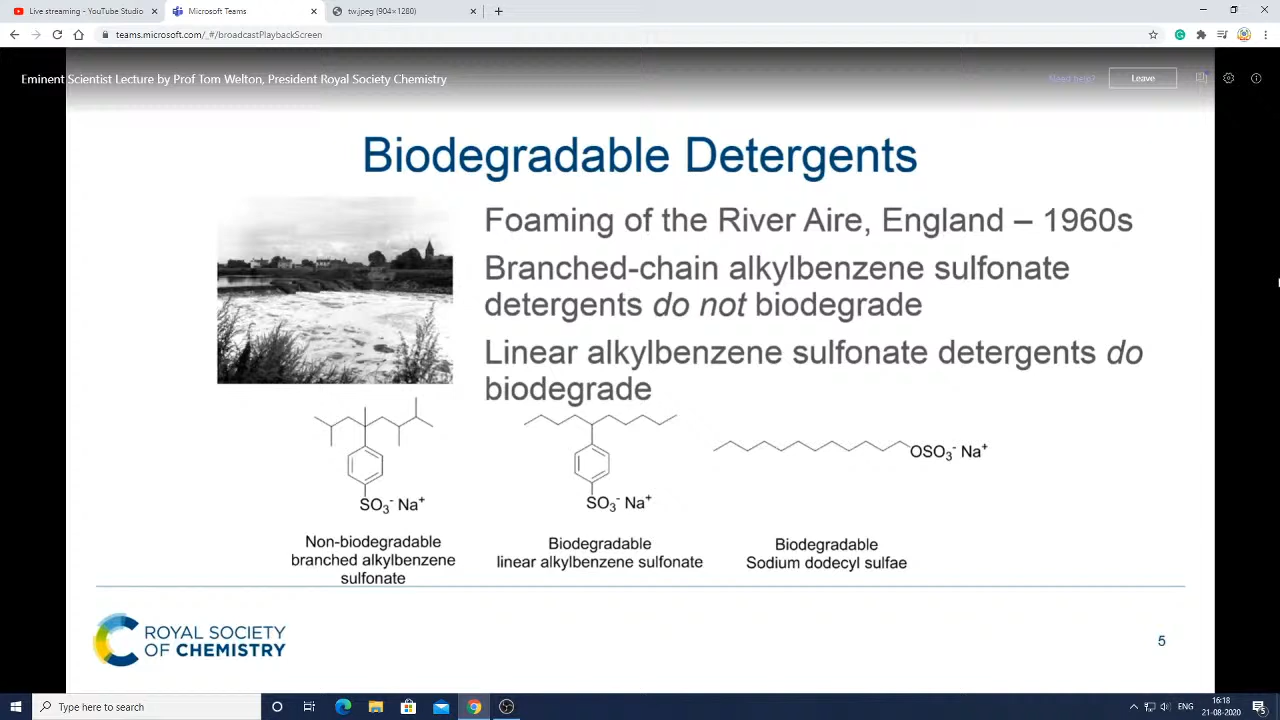 Live streaming - YouTube Studio
Microsoft Teams
tw.jpeg (904×1280)
teams.microsoft.com/_#/broadcastPlaybackScreen
Eminent Scientist Lecture by Prof Tom Welton, President Royal Society Chemistry
Need help?
Leave
Biodegradable Detergents
Foaming of the River Aire, England – 1960s
Branched-chain alkylbenzene sulfonate
detergents do not biodegrade
Linear alkylbenzene sulfonate detergents do
biodegrade
SO3- Na+
SO3- Na+
OSO3- Na+
Non-biodegradable
branched alkylbenzene
sulfonate
Biodegradable
linear alkylbenzene sulfonate
Biodegradable
Sodium dodecyl sulfae
ROYAL SOCIETY
OF CHEMISTRY
5
Type here to search
ENG
16:18
21-08-2020